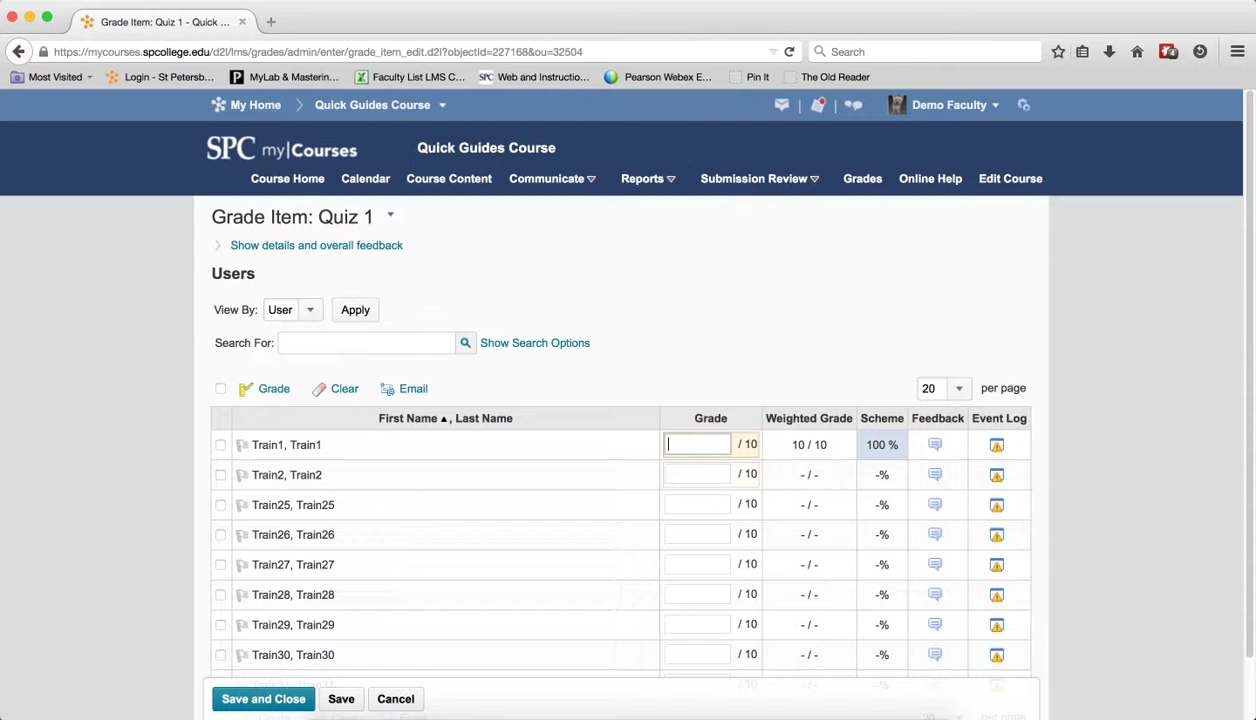 Grade Item: Quiz 1 - Quick ...
https://mycourses.spcollege.edu/d2l/lms/grades/admin/enter/grade_item_edit.d2l?objectId=227168&ou=32504
Search
Most Visited
Login - St Petersb...
MyLab & Masterin...
Faculty List LMS C...
SPC Web and Instructio...
Pearson Webex E...
Pin It
The Old Reader
My Home
Quick Guides Course
Demo Faculty
SPC my|Courses
Quick Guides Course
Course Home Calendar Course Content Communicate Reports Submission Review Grades Online Help Edit Course
Grade Item: Quiz 1
Show details and overall feedback
Users
View By: User Apply
Search For: Show Search Options
Grade Clear Email 20 per page
First Name ▲, Last Name Grade Weighted Grade Scheme Feedback Event Log
Train1, Train1 / 10 10 / 10 100 %
Train2, Train2 / 10 - / - -%
Train25, Train25 / 10 - / - -%
Train26, Train26 / 10 - / - -%
Train27, Train27 / 10 - / - -%
Train28, Train28 / 10 - / - -%
Train29, Train29 / 10 - / - -%
Train30, Train30 / 10 - / - -%
Save and Close Save Cancel